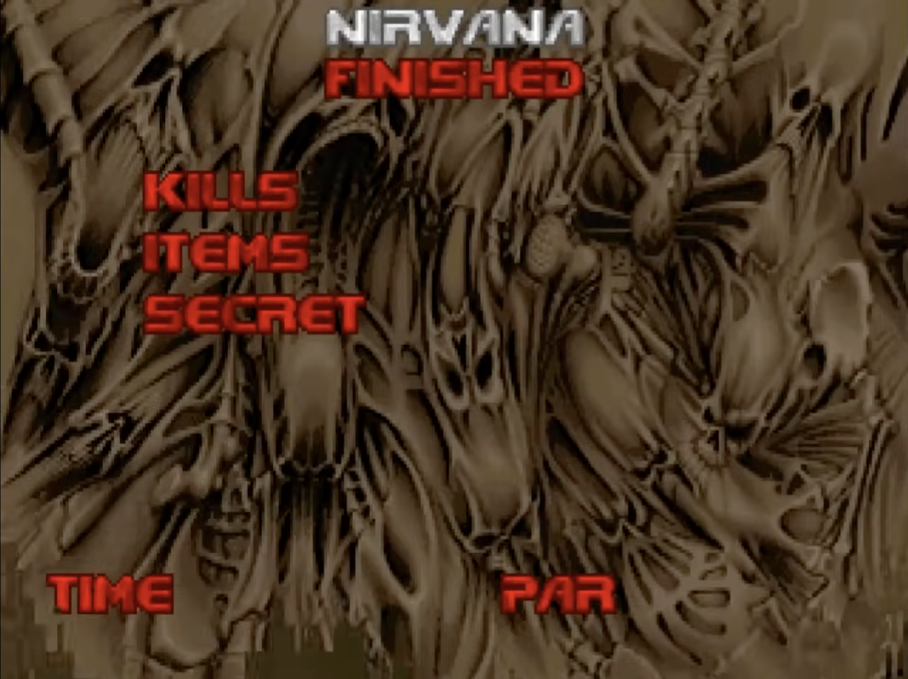 NIRVANA
FINISHED
KILLS
ITEMS
SECRET
TIME PAR